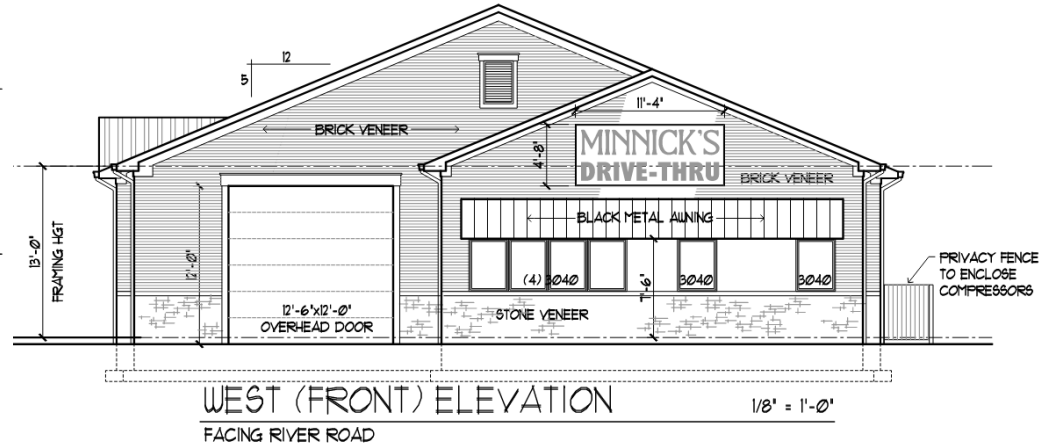 12
5
BRICK VENEER
11'-4"
4'-8"
MINNICK'S
DRIVE-THRU
BRICK VENEER
BLACK METAL AWNING
13'-0"
FRAMING HGT
12'-0"
(4) 3040
7'-6"
3040
3040
PRIVACY FENCE
TO ENCLOSE
COMPRESSORS
12'-6"x12'-0"
OVERHEAD DOOR
STONE VENEER
WEST (FRONT) ELEVATION
1/8" = 1'-0"
FACING RIVER ROAD